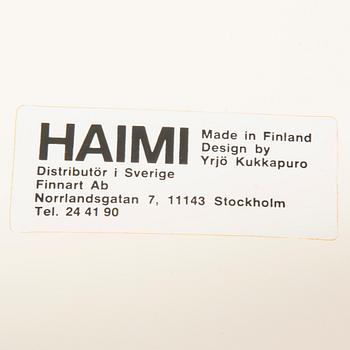 HAIMI
Made in Finland
Design by
Yrjö Kukkapuro
Distributör i Sverige
Finnart Ab
Norrlandsgatan 7, 11143 Stockholm
Tel. 24 41 90